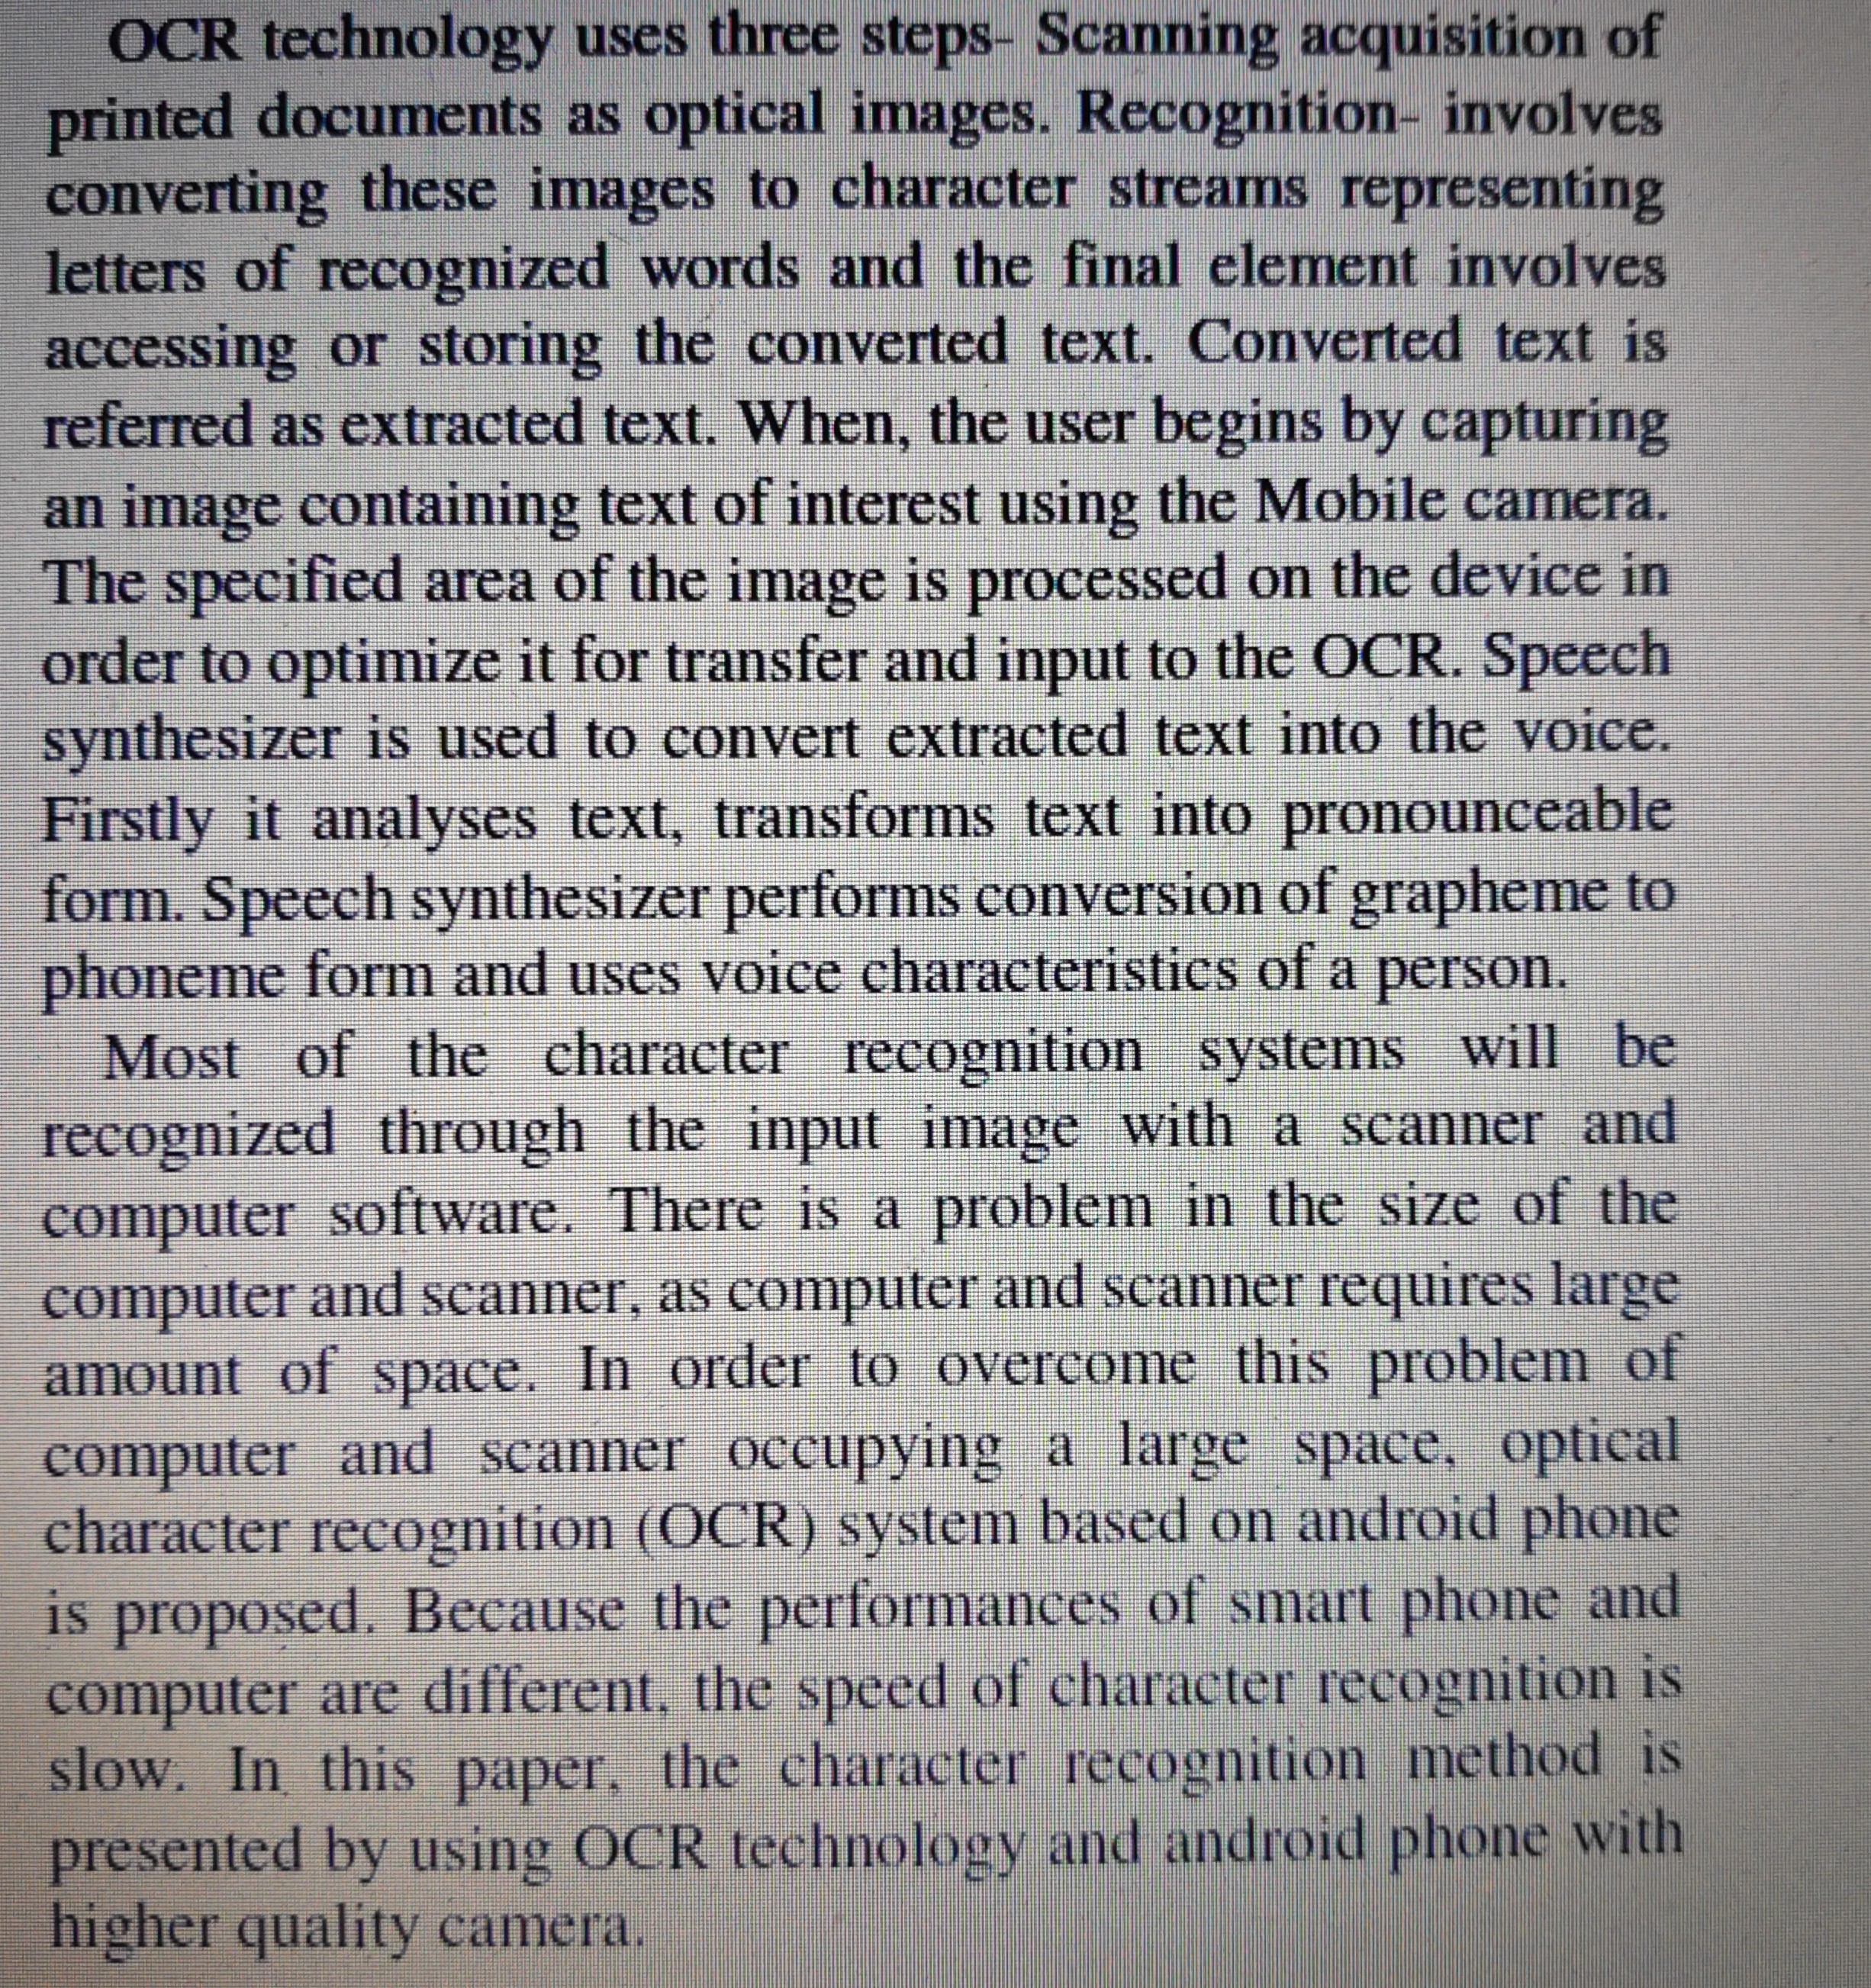 OCR technology uses three steps- Scanning acquisition of
printed documents as optical images. Recognition- involves
converting these images to character streams representing
letters of recognized words and the final element involves
accessing or storing the converted text. Converted text is
referred as extracted text. When, the user begins by capturing
an image containing text of interest using the Mobile camera.
The specified area of the image is processed on the device in
order to optimize it for transfer and input to the OCR. Speech
synthesizer is used to convert extracted text into the voice.
Firstly it analyses text, transforms text into pronounceable
form. Speech synthesizer performs conversion of grapheme to
phoneme form and uses voice characteristics of a person.
Most of the character recognition systems will be
recognized through the input image with a scanner and
computer software. There is a problem in the size of the
computer and scanner, as computer and scanner requires large
amount of space. In order to overcome this problem of
computer and scanner occupying a large space, optical
character recognition (OCR) system based on android phone
is proposed. Because the performances of smart phone and
computer are different, the speed of character recognition is
slow. In this paper, the character recognition method is
presented by using OCR technology and android phone with
higher quality camera.